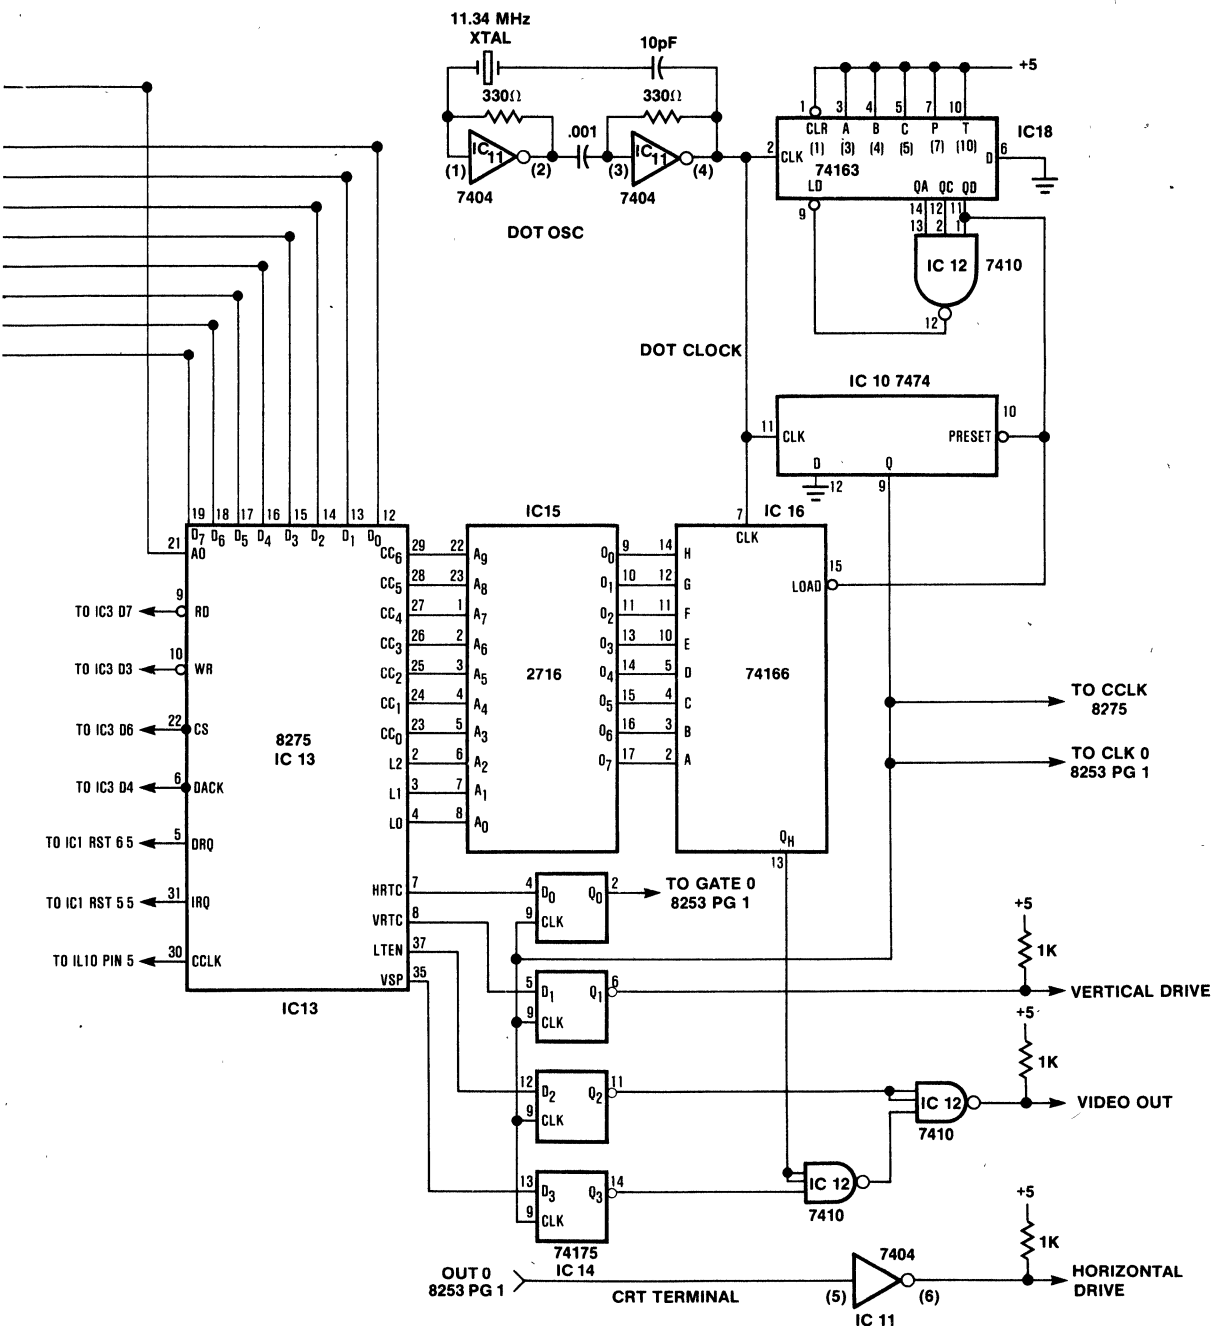 11.34 MHz
XTAL
10pF
330Ω
330Ω
.001
IC11
IC11
(1)
(2)
(3)
(4)
7404
7404
DOT OSC
+5
1 3 4 5 7 10
CLR A B C P T
(1) (3) (4) (5) (7) (10)
IC18
2
CLK
74163
D
6
LD
QA QC QD
9
14 12 11
13 2 1
IC 12
7410
12
DOT CLOCK
IC 10 7474
11
CLK
PRESET
10
D
Q
12
9
19 18 17 16 15 14 13 12
D7 D6 D5 D4 D3 D2 D1 D0
21
A0
9
TO IC3 D7
RD
10
TO IC3 D3
WR
22
TO IC3 D6
CS
6
TO IC3 D4
DACK
5
TO IC1 RST 6 5
DRQ
31
TO IC1 RST 5 5
IRQ
30
TO IL10 PIN 5
CCLK
8275
IC 13
IC13
CC6 29 22 A9
CC5 28 23 A8
CC4 27 1 A7
CC3 26 2 A6
CC2 25 3 A5
CC1 24 4 A4
CC0 23 5 A3
L2 2 6 A2
L1 3 7 A1
L0 4 8 A0
HRTC 7
VRTC 8
LTEN 37
VSP 35
IC15
2716
O0 9 14 H
O1 10 12 G
O2 11 11 F
O3 13 10 E
O4 14 5 D
O5 15 4 C
O6 16 3 B
O7 17 2 A
7
IC 16
CLK
LOAD
15
74166
QH
13
TO CCLK
8275
TO CLK 0
8253 PG 1
4 D0 Q0 2
9 CLK
TO GATE 0
8253 PG 1
5 D1 Q1 6
9 CLK
+5
1K
VERTICAL DRIVE
12 D2 Q2 11
9 CLK
+5
1K
IC 12
7410
VIDEO OUT
13 D3 Q3 14
9 CLK
IC 12
7410
74175
IC 14
OUT 0
8253 PG 1
CRT TERMINAL
7404
(5)
(6)
IC 11
+5
1K
HORIZONTAL
DRIVE